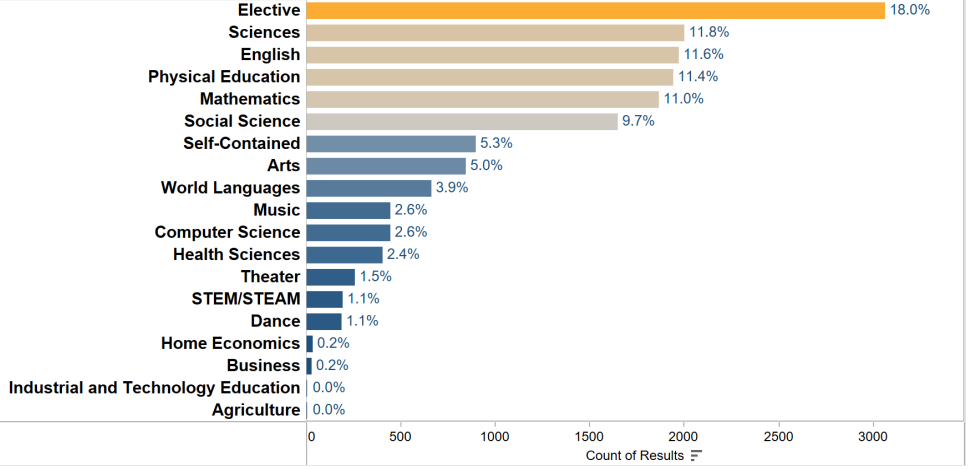 Elective 18.0%
Sciences 11.8%
English 11.6%
Physical Education 11.4%
Mathematics 11.0%
Social Science 9.7%
Self-Contained 5.3%
Arts 5.0%
World Languages 3.9%
Music 2.6%
Computer Science 2.6%
Health Sciences 2.4%
Theater 1.5%
STEM/STEAM 1.1%
Dance 1.1%
Home Economics 0.2%
Business 0.2%
Industrial and Technology Education 0.0%
Agriculture 0.0%
0 500 1000 1500 2000 2500 3000
Count of Results